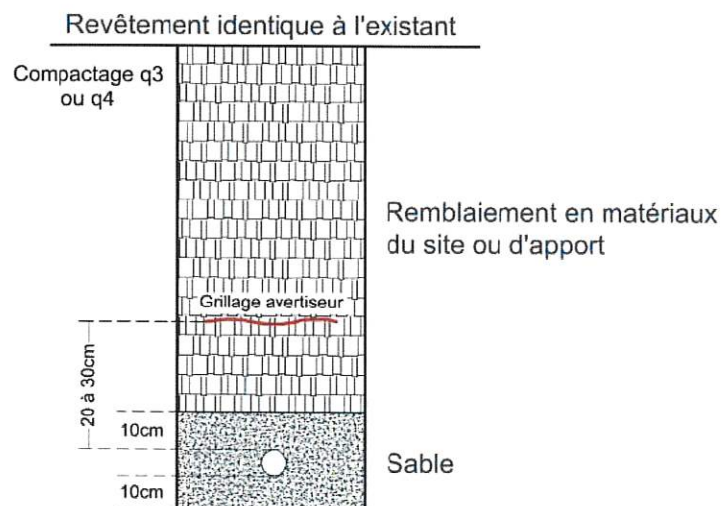 Revêtement identique à l'existant
Compactage q3
ou q4
Remblaiement en matériaux
du site ou d'apport
Grillage avertiseur
20 à 30cm
10cm
Sable
10cm